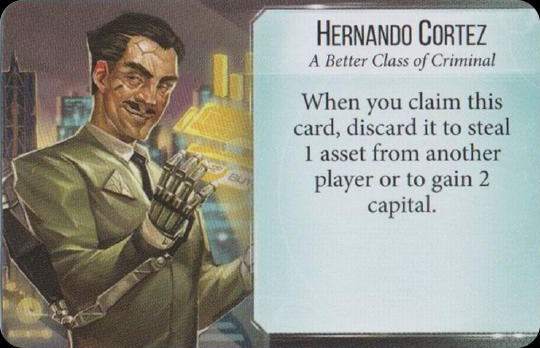 HERNANDO CORTEZ
A Better Class of Criminal
When you claim this
card, discard it to steal
1 asset from another
player or to gain 2
capital.